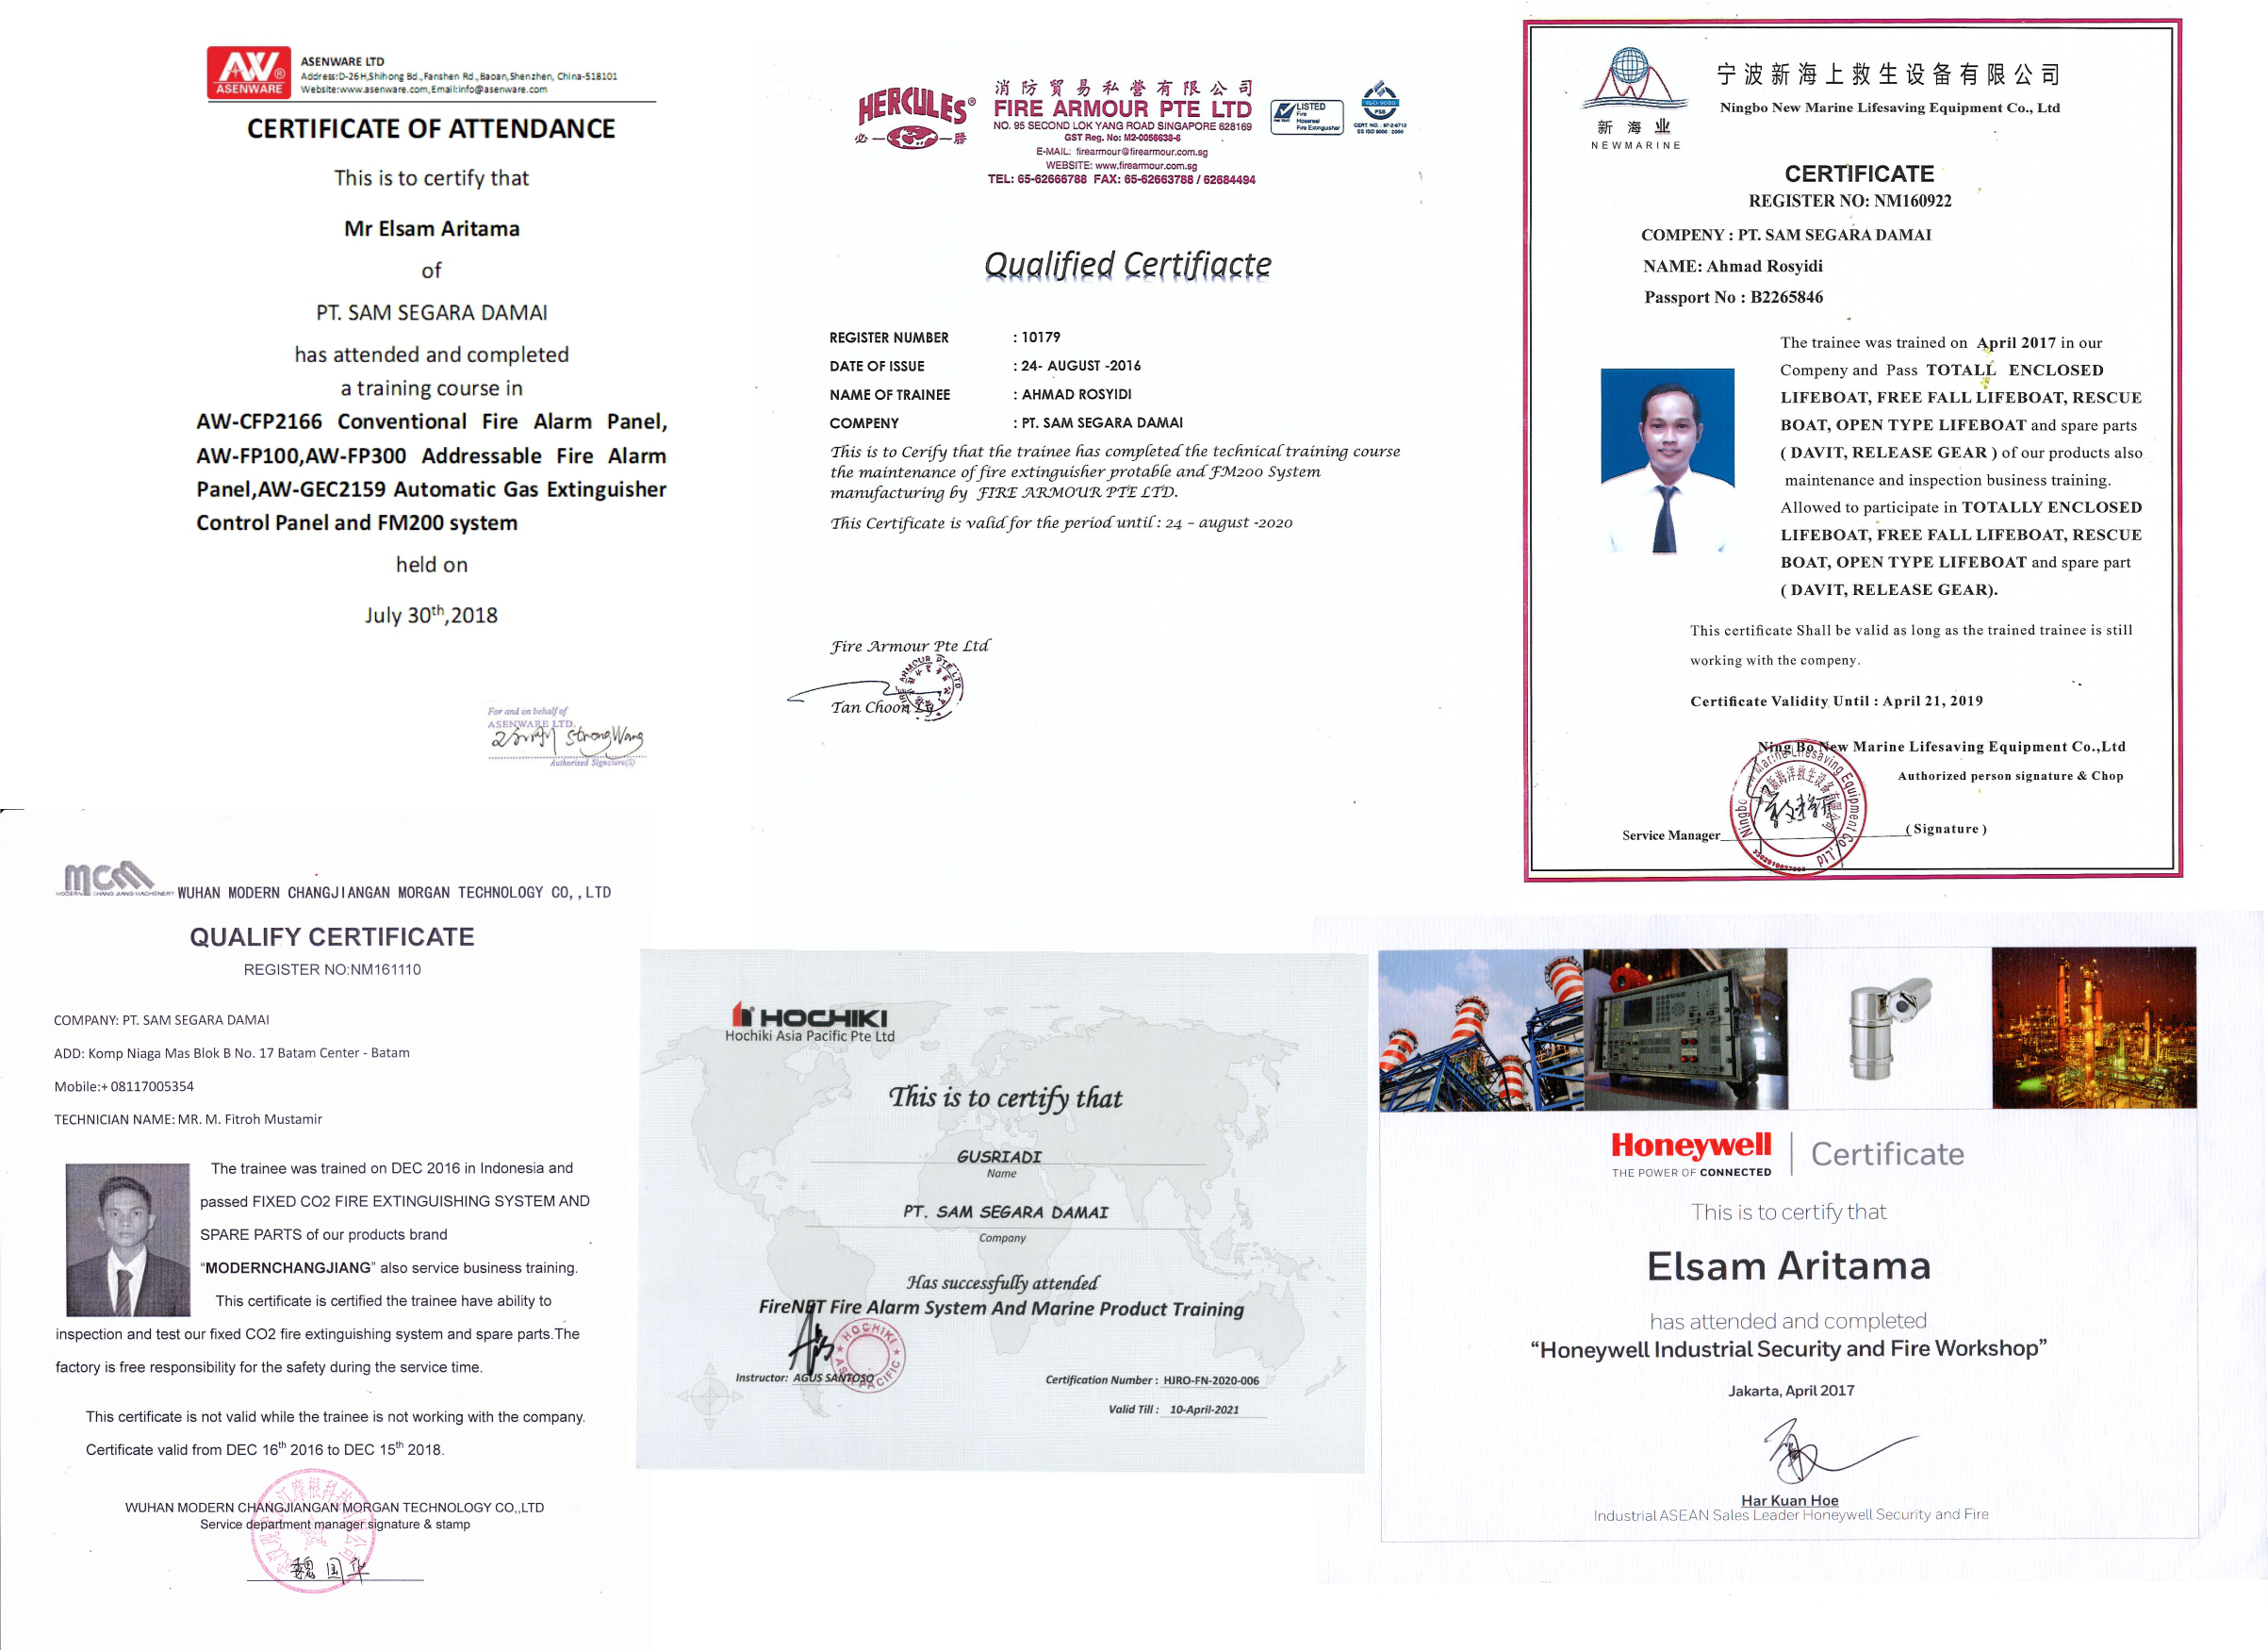 AW®
ASENWARE
ASENWARE LTD
Address:D-26H,Shihong Bd.,Fanshen Rd.,Baoan,Shenzhen, China-518101
Website:www.asenware.com,Email:info@asenware.com
CERTIFICATE OF ATTENDANCE
This is to certify that
Mr Elsam Aritama
of
PT. SAM SEGARA DAMAI
has attended and completed
a training course in
AW-CFP2166 Conventional Fire Alarm Panel,
AW-FP100,AW-FP300 Addressable Fire Alarm
Panel,AW-GEC2159 Automatic Gas Extinguisher
Control Panel and FM200 system
held on
July 30th,2018
For and on behalf of
ASENWARE LTD.
Strong Wang
Authorised Signature(s)
HERCULES®
必 勝
消防貿易私營有限公司
FIRE ARMOUR PTE LTD
NO. 95 SECOND LOK YANG ROAD SINGAPORE 628169
GST Reg. No: M2-0056638-6
E-MAIL: firearmour@firearmour.com.sg
WEBSITE: www.firearmour.com.sg
TEL: 65-62666788 FAX: 65-62663788 / 62684494
LISTED
Fire
Hosereel
Fire Extinguisher
ISO 9000
PSB
Qualified Certifiacte
REGISTER NUMBER : 10179
DATE OF ISSUE : 24- AUGUST -2016
NAME OF TRAINEE : AHMAD ROSYIDI
COMPENY : PT. SAM SEGARA DAMAI
This is to Cerify that the trainee has completed the technical training course
the maintenance of fire extinguisher protable and FM200 System
manufacturing by FIRE ARMOUR PTE LTD.
This Certificate is valid for the period until : 24 – august -2020
Fire Armour Pte Ltd
Tan Choon Ly
新海业
NEWMARINE
宁波新海上救生设备有限公司
Ningbo New Marine Lifesaving Equipment Co., Ltd
CERTIFICATE
REGISTER NO: NM160922
COMPENY : PT. SAM SEGARA DAMAI
NAME: Ahmad Rosyidi
Passport No : B2265846
The trainee was trained on April 2017 in our
Compeny and Pass TOTALL ENCLOSED
LIFEBOAT, FREE FALL LIFEBOAT, RESCUE
BOAT, OPEN TYPE LIFEBOAT and spare parts
( DAVIT, RELEASE GEAR ) of our products also
maintenance and inspection business training.
Allowed to participate in TOTALLY ENCLOSED
LIFEBOAT, FREE FALL LIFEBOAT, RESCUE
BOAT, OPEN TYPE LIFEBOAT and spare part
( DAVIT, RELEASE GEAR).
This certificate Shall be valid as long as the trained trainee is still
working with the compeny.
Certificate Validity Until : April 21, 2019
Ning Bo New Marine Lifesaving Equipment Co.,Ltd
Authorized person signature & Chop
Service Manager
( Signature )
MCM
WUHAN MODERN CHANGJIANGAN MORGAN TECHNOLOGY CO,,LTD
QUALIFY CERTIFICATE
REGISTER NO:NM161110
COMPANY: PT. SAM SEGARA DAMAI
ADD: Komp Niaga Mas Blok B No. 17 Batam Center - Batam
Mobile:+ 08117005354
TECHNICIAN NAME: MR. M. Fitroh Mustamir
The trainee was trained on DEC 2016 in Indonesia and
passed FIXED CO2 FIRE EXTINGUISHING SYSTEM AND
SPARE PARTS of our products brand
“MODERNCHANGJIANG” also service business training.
This certificate is certified the trainee have ability to
inspection and test our fixed CO2 fire extinguishing system and spare parts.The
factory is free responsibility for the safety during the service time.
This certificate is not valid while the trainee is not working with the company.
Certificate valid from DEC 16th 2016 to DEC 15th 2018.
WUHAN MODERN CHANGJIANGAN MORGAN TECHNOLOGY CO,,LTD
Service department manager signature & stamp
HOCHIKI
Hochiki Asia Pacific Pte Ltd
This is to certify that
GUSRIADI
Name
PT. SAM SEGARA DAMAI
Company
Has successfully attended
FireNET Fire Alarm System And Marine Product Training
HOCHIKI
ASIA PACIFIC
Instructor: AGUS SANTOSO
Certification Number : HJRO-FN-2020-006
Valid Till : 10-April-2021
Honeywell
THE POWER OF CONNECTED
Certificate
This is to certify that
Elsam Aritama
has attended and completed
“Honeywell Industrial Security and Fire Workshop”
Jakarta, April 2017
Har Kuan Hoe
Industrial ASEAN Sales Leader Honeywell Security and Fire